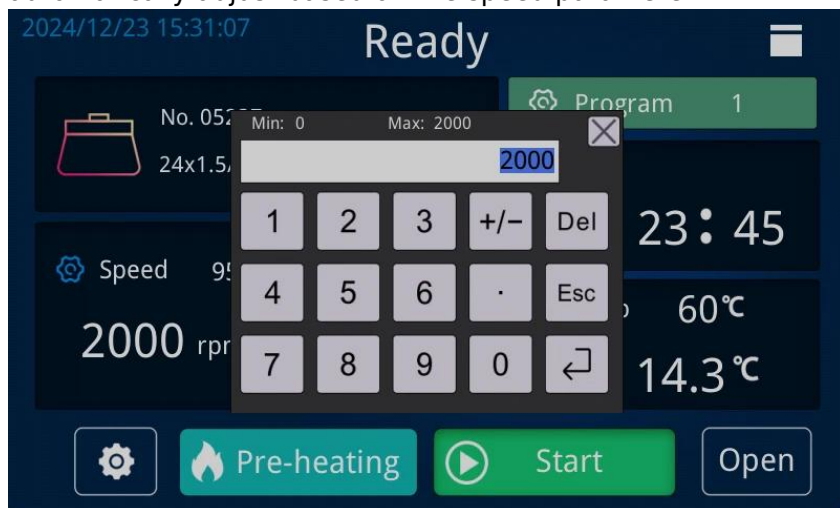 2024/12/23 15:31:07
Ready
No. 05
24x1.5
Program 1
Min: 0 Max: 2000
2000
1 2 3 +/- Del
4 5 6 . Esc
7 8 9 0
23:45
Speed 95
2000 rpm
60℃
14.3℃
Pre-heating
Start
Open